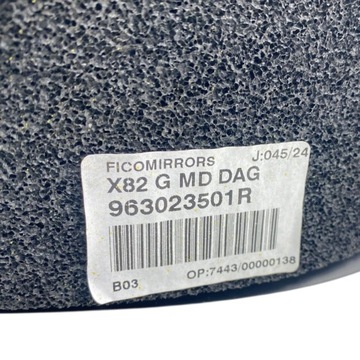 FICOMIRRORS J:045/24
X82 G MD DAG
963023501R
B03 OP:7443/00000138